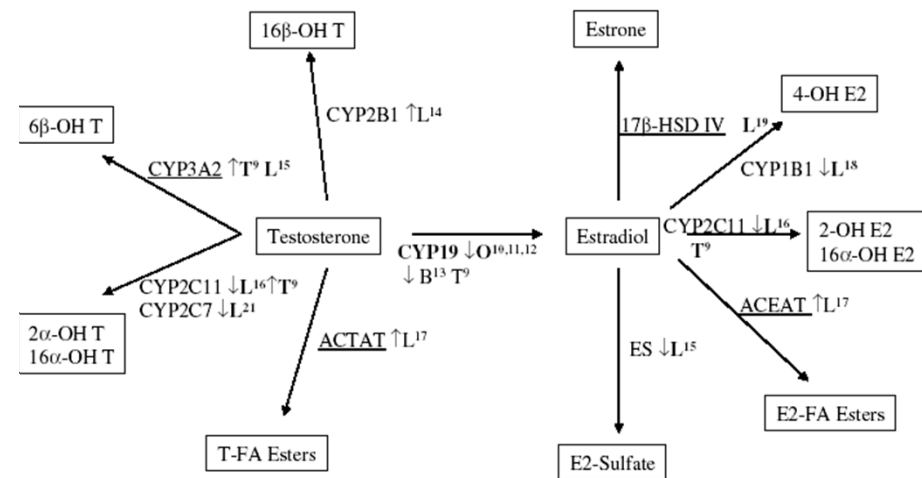 16β-OH T
Estrone
4-OH E2
6β-OH T
CYP2B1 ↑L¹⁴
17β-HSD IV L¹⁹
CYP3A2 ↑T⁹ L¹⁵
CYP1B1 ↓L¹⁸
Testosterone
Estradiol
CYP2C11 ↓L¹⁶
T⁹
2-OH E2
16α-OH E2
CYP19 ↓O¹⁰,¹¹,¹²
↓ B¹³ T⁹
CYP2C11 ↓L¹⁶↑T⁹
CYP2C7 ↓L²¹
ACEAT ↑L¹⁷
2α-OH T
16α-OH T
ACTAT ↑L¹⁷
ES ↓L¹⁵
E2-FA Esters
T-FA Esters
E2-Sulfate